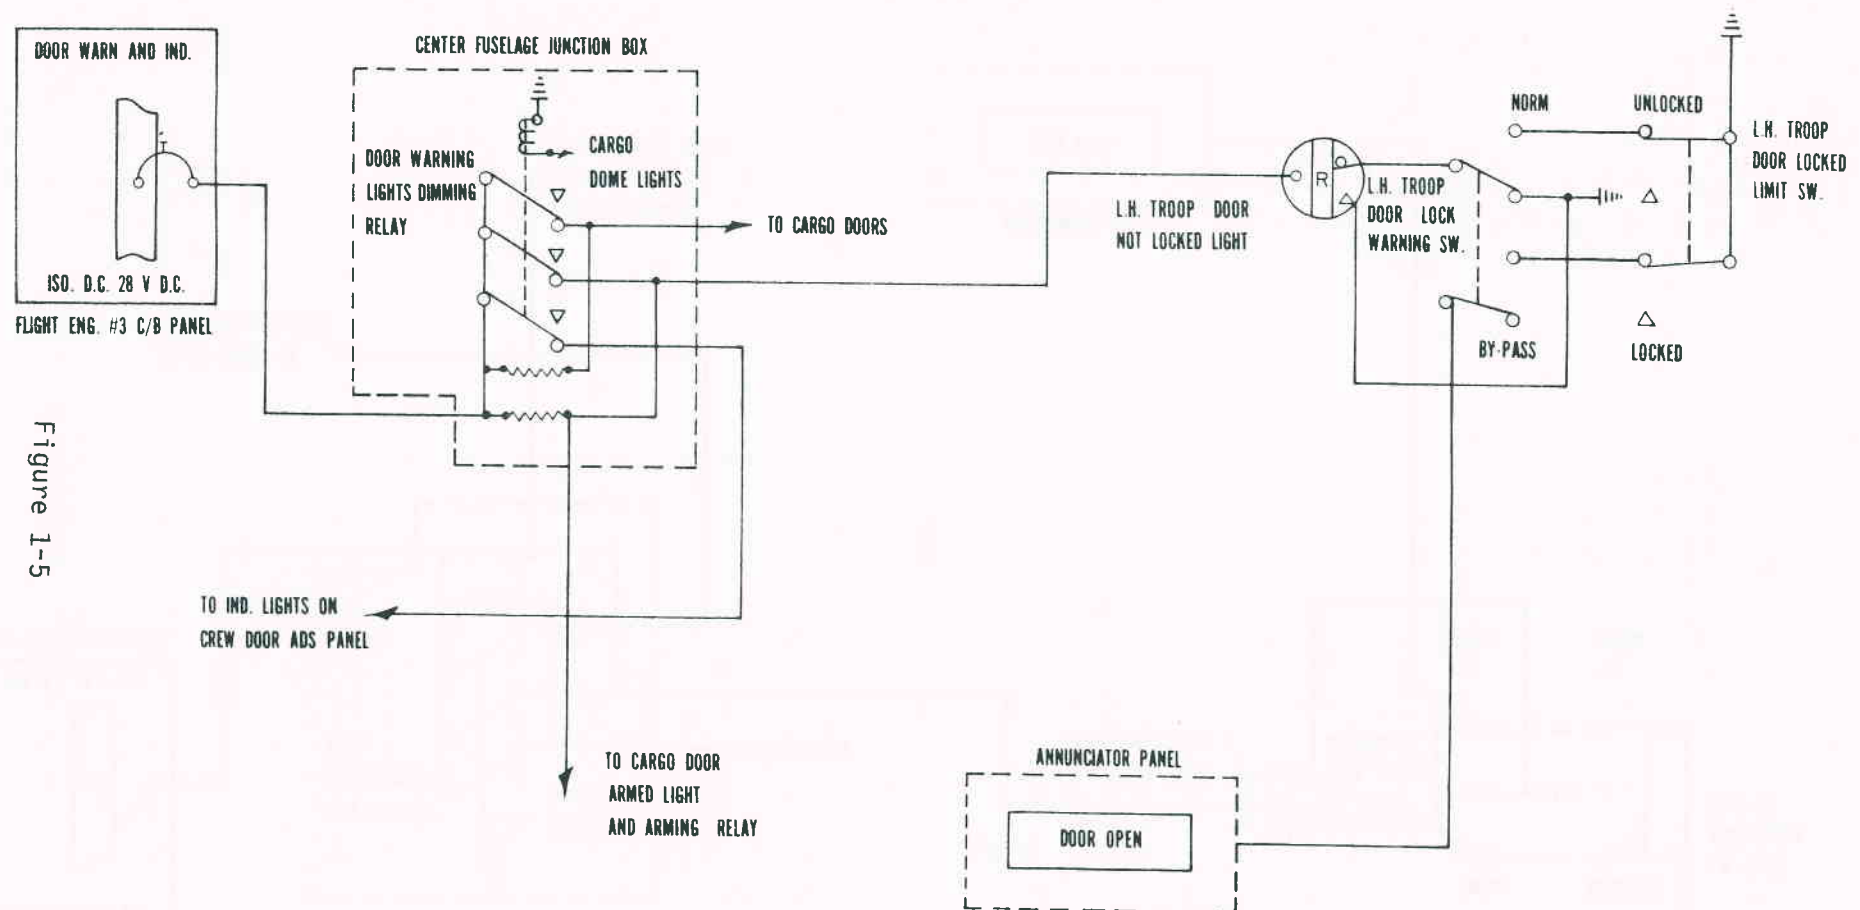 DOOR WARN AND IND.
ISO. D.C. 28 V D.C.
FLIGHT ENG. #3 C/B PANEL
CENTER FUSELAGE JUNCTION BOX
DOOR WARNING
LIGHTS DIMMING
RELAY
CARGO
DOME LIGHTS
TO CARGO DOORS
L.H. TROOP DOOR
NOT LOCKED LIGHT
R
L.H. TROOP
DOOR LOCK
WARNING SW.
NORM
UNLOCKED
L.H. TROOP
DOOR LOCKED
LIMIT SW.
BY-PASS
LOCKED
Figure 1-5
TO IND. LIGHTS ON
CREW DOOR ADS PANEL
TO CARGO DOOR
ARMED LIGHT
AND ARMING RELAY
ANNUNCIATOR PANEL
DOOR OPEN